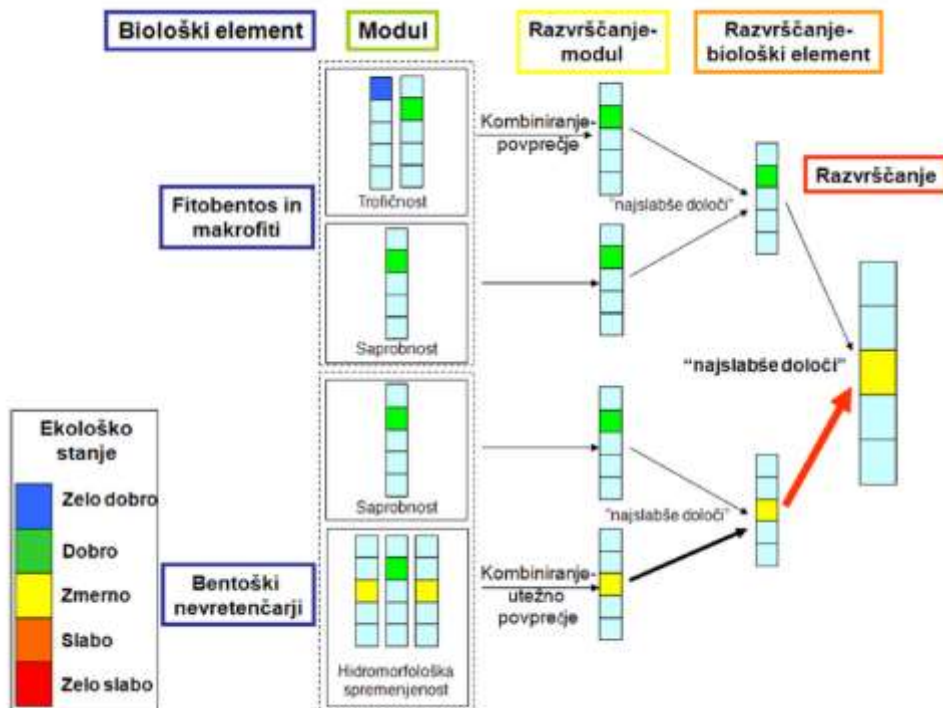 Biološki element
Modul
Razvrščanje-
modul
Razvrščanje-
biološki element
Razvrščanje
Fitobentos in
makrofiti
Trofičnost
Kombiniranje-
povprečje
"najslabše določi"
Saprobnost
"najslabše določi"
Saprobnost
"najslabše določi"
Bentoški
nevretenčarji
Hidromorfološka
spremenjenost
Kombiniranje-
utežno
povprečje
Ekološko
stanje
Zelo dobro
Dobro
Zmerno
Slabo
Zelo slabo